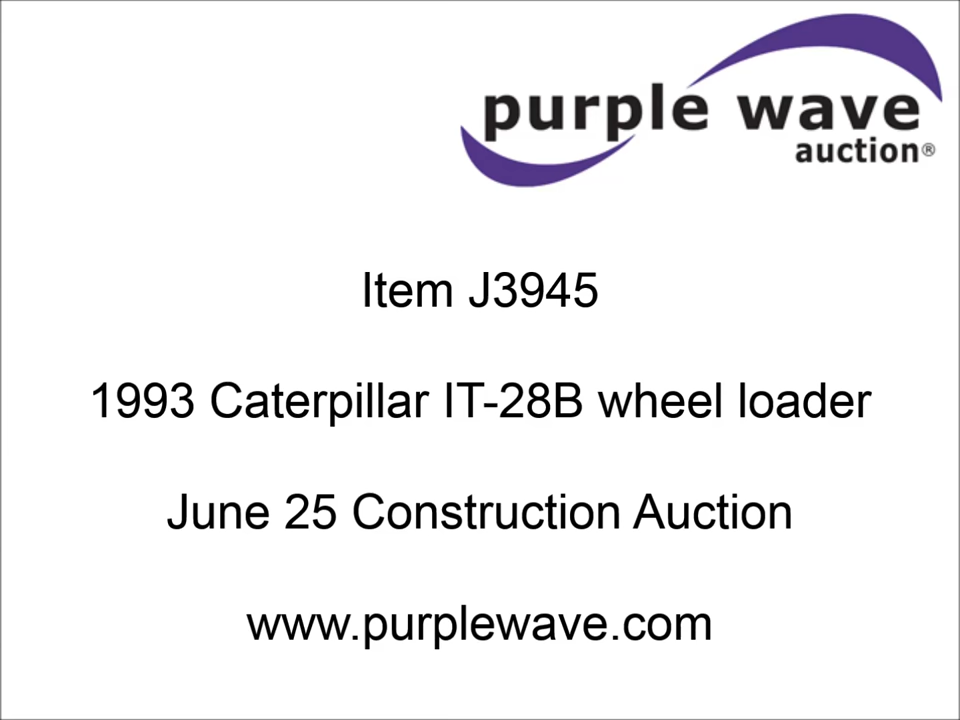 purple wave
auction®
Item J3945
1993 Caterpillar IT-28B wheel loader
June 25 Construction Auction
www.purplewave.com